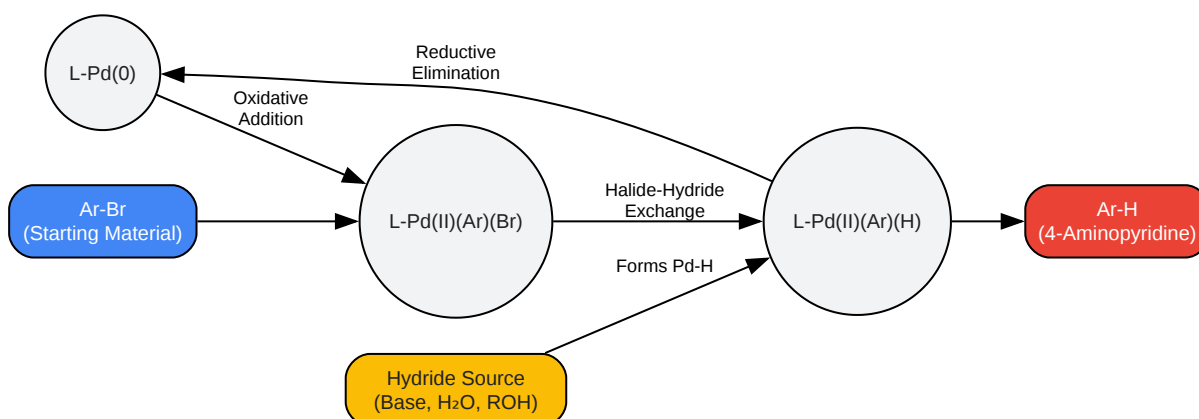 Reductive
Elimination
L-Pd(0)
Oxidative
Addition
Ar-Br
(Starting Material)
L-Pd(II)(Ar)(Br)
Halide-Hydride
Exchange
L-Pd(II)(Ar)(H)
Ar-H
(4-Aminopyridine)
Forms Pd-H
Hydride Source
(Base, H₂O, ROH)